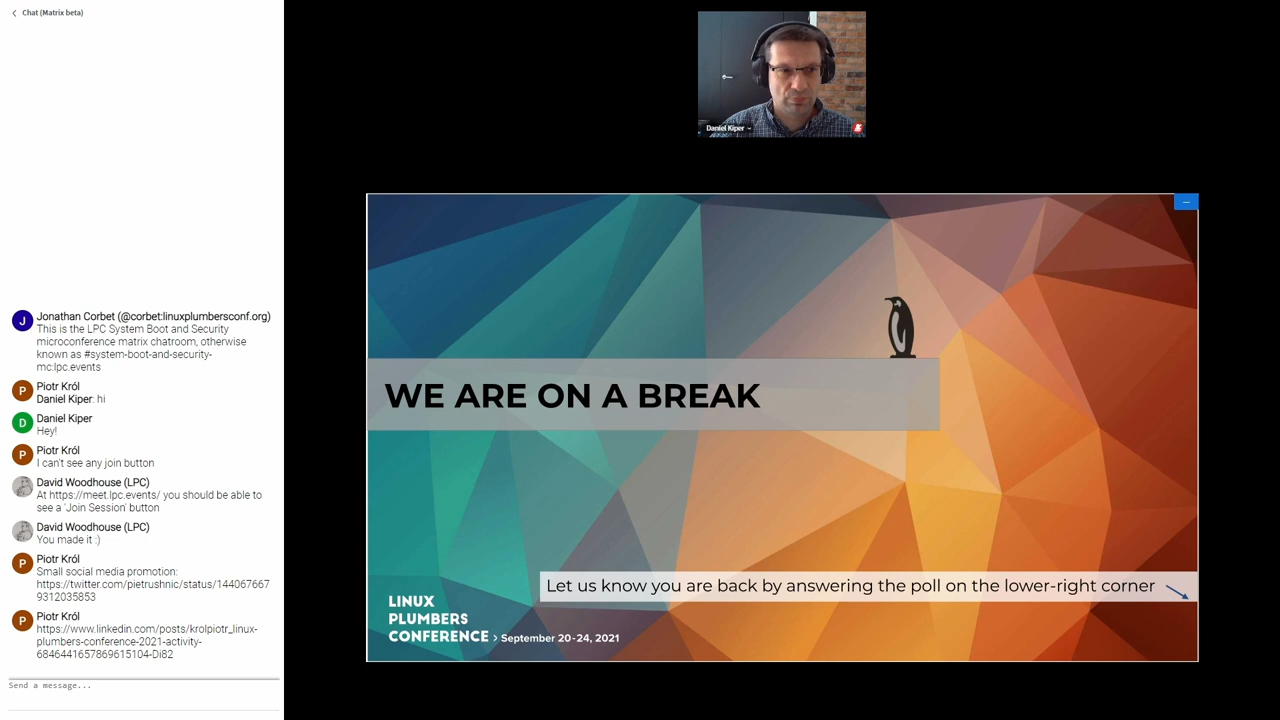 Chat (Matrix beta)
Jonathan Corbet (@corbet:linuxplumbersconf.org)
This is the LPC System Boot and Security
microconference matrix chatroom, otherwise
known as #system-boot-and-security-
mc:lpc.events
Piotr Król
Daniel Kiper: hi
Daniel Kiper
Hey!
Piotr Król
I can't see any join button
David Woodhouse (LPC)
At https://meet.lpc.events/ you should be able to
see a 'Join Session' button
David Woodhouse (LPC)
You made it :)
Piotr Król
Small social media promotion:
https://twitter.com/pietrushnic/status/144067667
9312035853
Piotr Król
https://www.linkedin.com/posts/krolpiotr_linux-
plumbers-conference-2021-activity-
6846441657869615104-Di82
Send a message...
Daniel Kiper
WE ARE ON A BREAK
Let us know you are back by answering the poll on the lower-right corner
LINUX
PLUMBERS
CONFERENCE > September 20-24, 2021